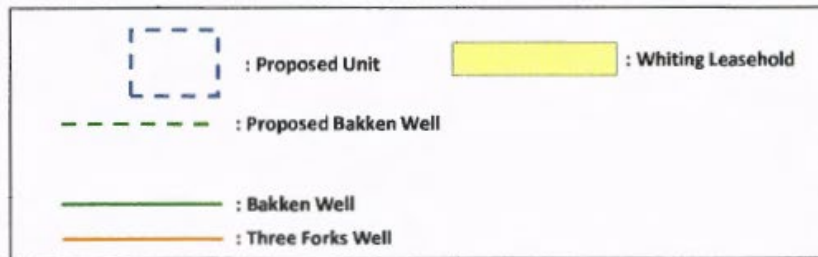 : Proposed Unit
: Whiting Leasehold
: Proposed Bakken Well
: Bakken Well
: Three Forks Well